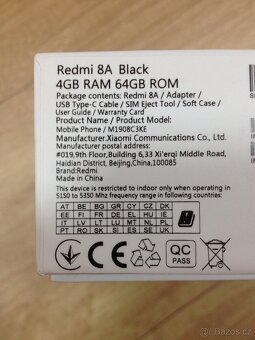 Redmi 8A Black
4GB RAM 64GB ROM
Package contents: Redmi 8A / Adapter /
USB Type-C Cable / SIM Eject Tool / Soft Case /
User Guide / Warranty Card
Product Name / Product Model:
Mobile Phone / M1908C3KE
Manufacturer:Xiaomi Communications Co., Ltd.
Manufacturer postal address:
#019,9th Floor,Building 6,33 Xi'erqi Middle Road,
Haidian District, Beijing,China,100085
Brand:Redmi
Made in China
This device is restricted to indoor use only when operating in
5150 to 5350 MHz frequency range in the following countries:
AT BE BG GR CY CZ DK
EE FI FR DE HR HU IE
IT LV LT LU MT NL PL
PT RO SK SI ES SE UK
CE
QC
PASS
Bazos.cz